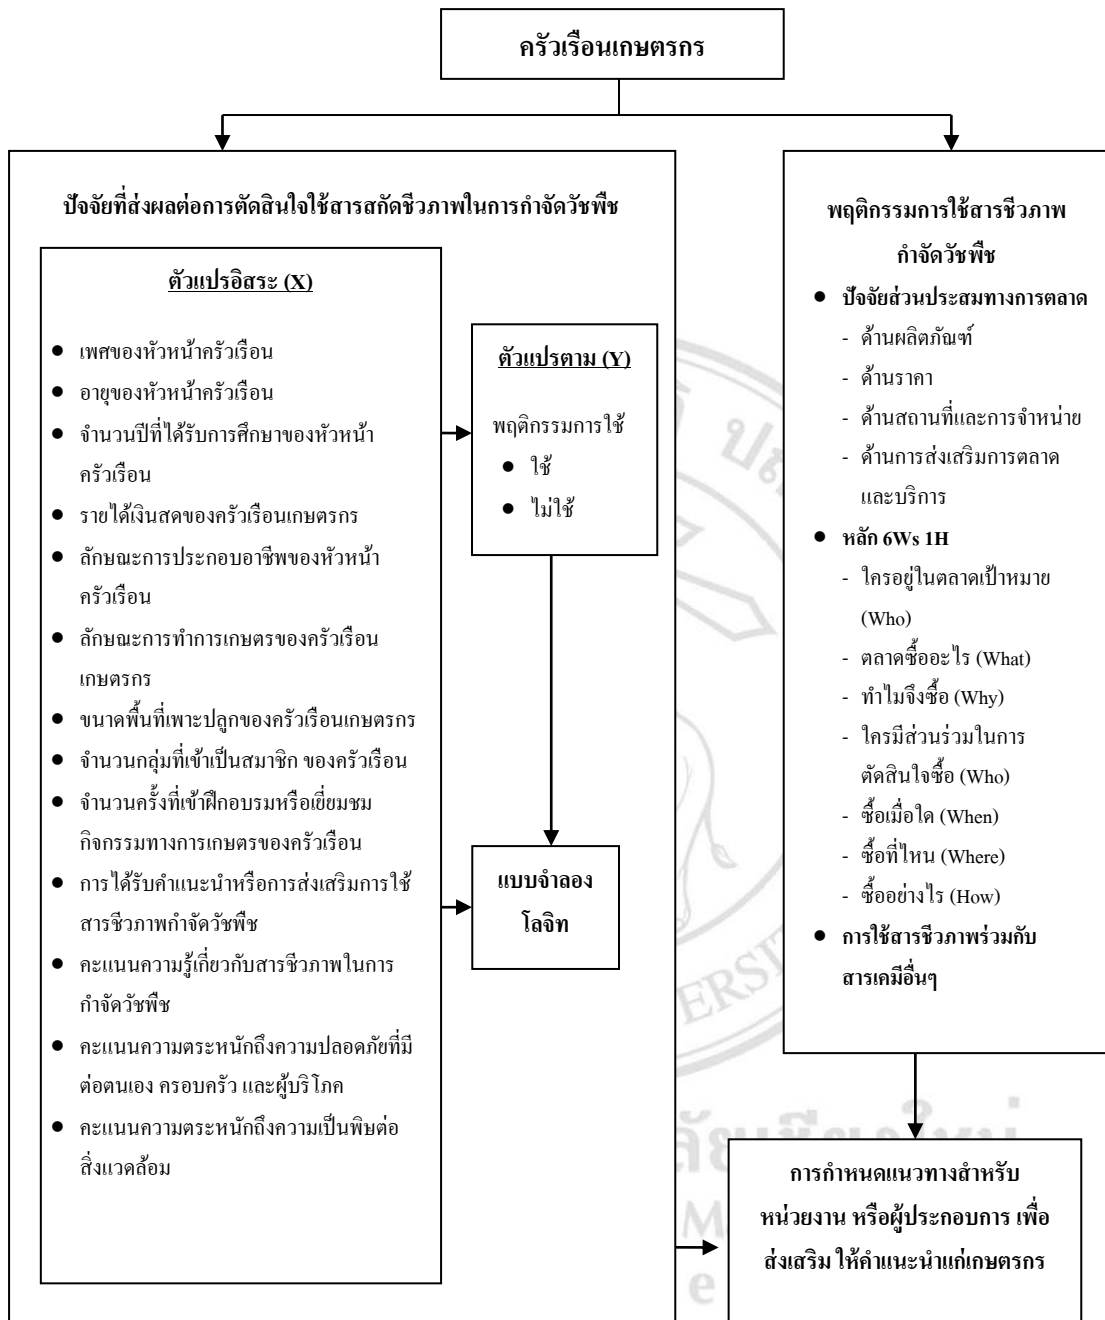 ครัวเรือนเกษตรกร
ปัจจัยที่ส่งผลต่อการตัดสินใจใช้สารสกัดชีวภาพในการกำจัดวัชพืช
ตัวแปรอิสระ (X)
● เพศของหัวหน้าครัวเรือน
● อายุของหัวหน้าครัวเรือน
● จำนวนปีที่ได้รับการศึกษาของหัวหน้า
ครัวเรือน
● รายได้เงินสดของครัวเรือนเกษตรกร
● ลักษณะการประกอบอาชีพของหัวหน้า
ครัวเรือน
● ลักษณะการทำการเกษตรของครัวเรือน
เกษตรกร
● ขนาดพื้นที่เพาะปลูกของครัวเรือนเกษตรกร
● จำนวนกลุ่มที่เข้าเป็นสมาชิก ของครัวเรือน
● จำนวนครั้งที่เข้าฝึกอบรมหรือเยี่ยมชม
กิจกรรมทางการเกษตรของครัวเรือน
● การได้รับคำแนะนำหรือการส่งเสริมการใช้
สารชีวภาพกำจัดวัชพืช
● คะแนนความรู้เกี่ยวกับสารชีวภาพในการ
กำจัดวัชพืช
● คะแนนความตระหนักถึงความปลอดภัยที่มี
ต่อตนเอง ครอบครัว และผู้บริโภค
● คะแนนความตระหนักถึงความเป็นพิษต่อ
สิ่งแวดล้อม
ตัวแปรตาม (Y)
พฤติกรรมการใช้
● ใช้
● ไม่ใช้
แบบจำลอง
โลจิท
พฤติกรรมการใช้สารชีวภาพ
กำจัดวัชพืช
● ปัจจัยส่วนประสมทางการตลาด
- ด้านผลิตภัณฑ์
- ด้านราคา
- ด้านสถานที่และการจำหน่าย
- ด้านการส่งเสริมการตลาด
และบริการ
● หลัก 6Ws 1H
- ใครอยู่ในตลาดเป้าหมาย
(Who)
- ตลาดซื้ออะไร (What)
- ทำไมจึงซื้อ (Why)
- ใครมีส่วนร่วมในการ
ตัดสินใจซื้อ (Who)
- ซื้อเมื่อใด (When)
- ซื้อที่ไหน (Where)
- ซื้ออย่างไร (How)
● การใช้สารชีวภาพร่วมกับ
สารเคมีอื่นๆ
การกำหนดแนวทางสำหรับ
หน่วยงาน หรือผู้ประกอบการ เพื่อ
ส่งเสริม ให้คำแนะนำแก่เกษตรกร